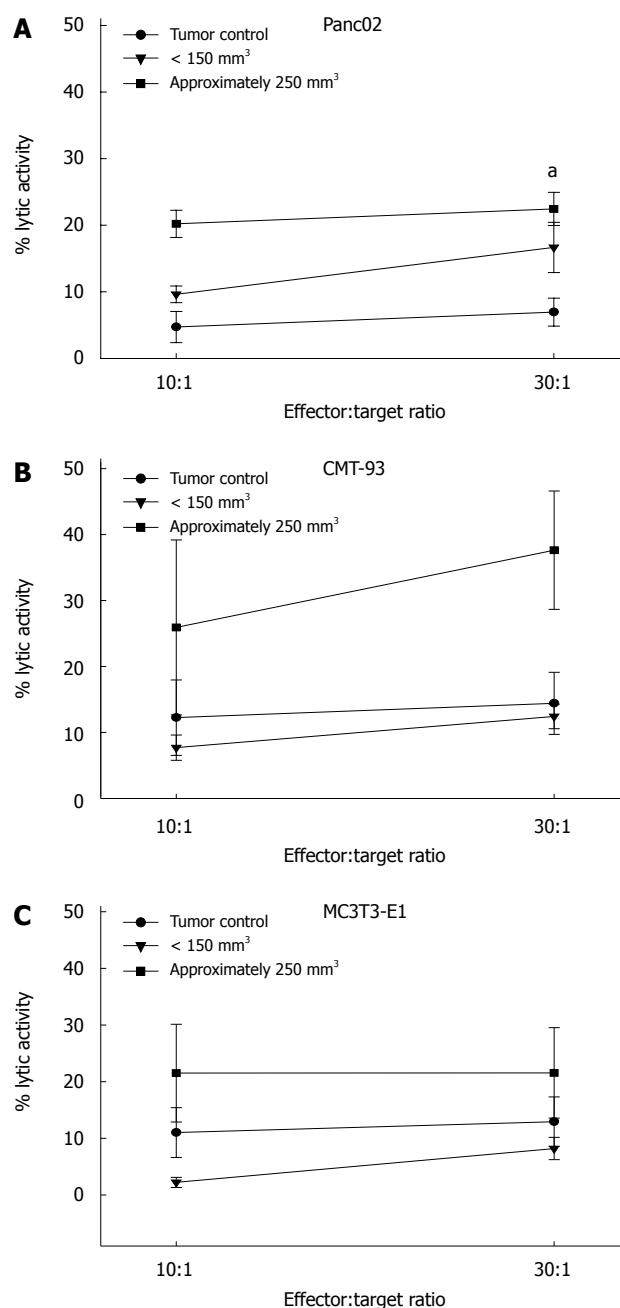 A
Panc02
Tumor control
< 150 mm³
Approximately 250 mm³
50
40
30
20
10
0
% lytic activity
a
10:1
30:1
Effector:target ratio
B
CMT-93
Tumor control
< 150 mm³
Approximately 250 mm³
50
40
30
20
10
0
% lytic activity
10:1
30:1
Effector:target ratio
C
MC3T3-E1
Tumor control
< 150 mm³
Approximately 250 mm³
50
40
30
20
10
0
% lytic activity
10:1
30:1
Effector:target ratio